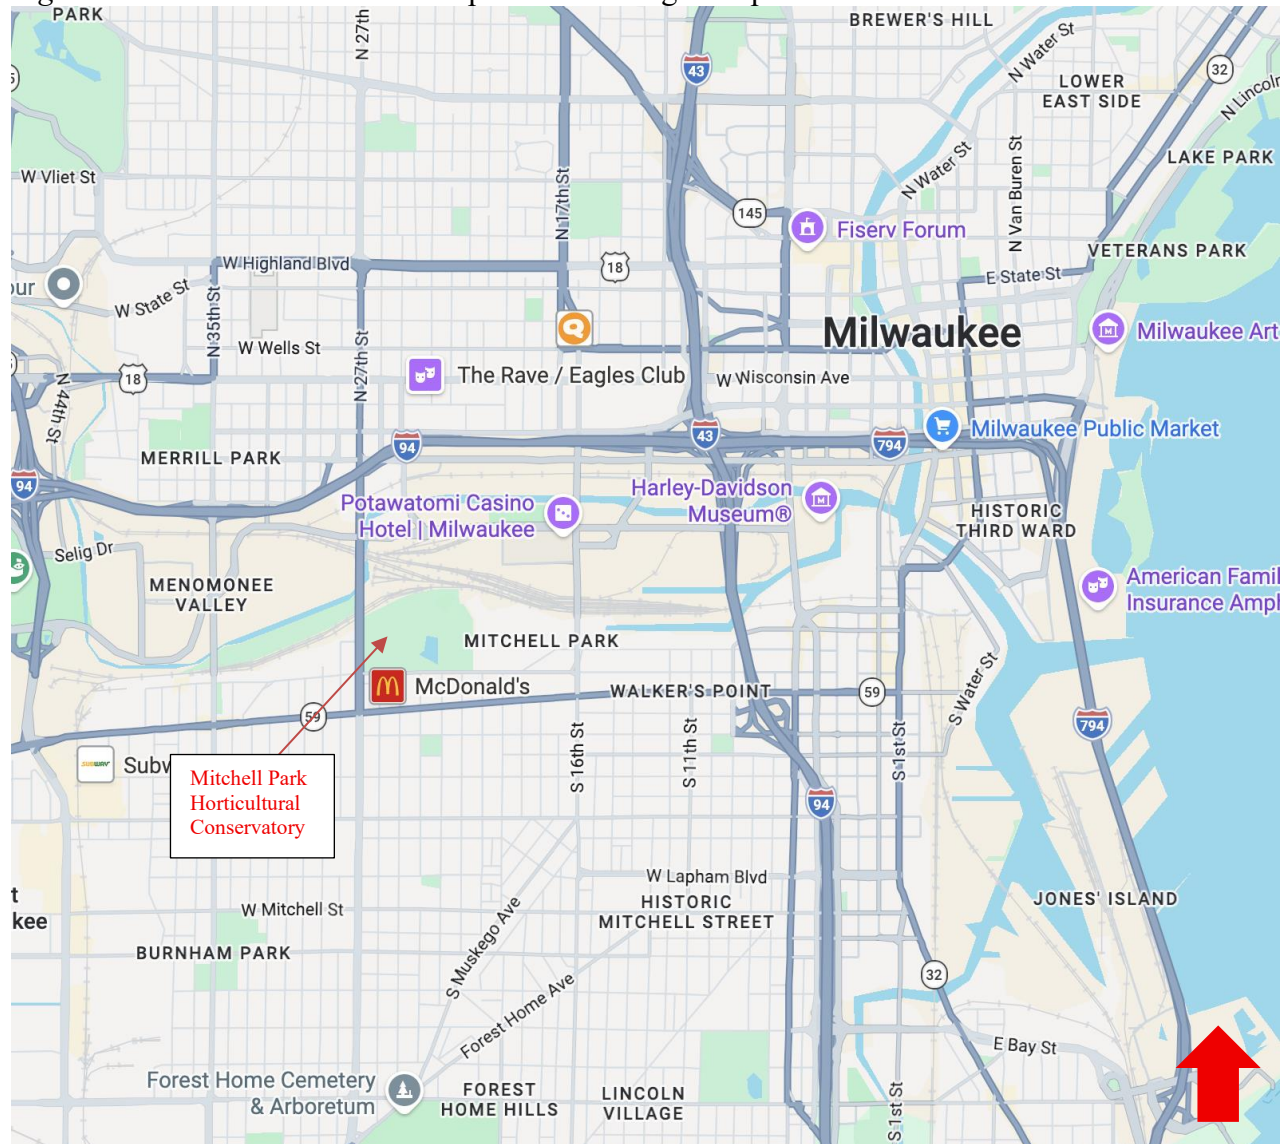 PARK
N 27th
43
BREWER'S HILL
N Water St
32
LOWER
EAST SIDE
N Lincoln
W Vliet St
N 17th St
N Water St
N Van Buren St
LAKE PARK
145
Fiserv Forum
VETERANS PARK
W Highland Blvd
18
E State St
our
W State St
N 35th St
Milwaukee
Milwaukee Art
W Wells St
N 27th St
18
The Rave / Eagles Club
W Wisconsin Ave
N 44th St
94
43
794
Milwaukee Public Market
MERRILL PARK
94
Potawatomi Casino
Hotel | Milwaukee
Harley-Davidson
Museum®
HISTORIC
THIRD WARD
Selig Dr
MENOMONEE
VALLEY
American Famil
Insurance Amph
MITCHELL PARK
McDonald's
WALKER'S POINT
59
S Water St
59
794
S 16th St
S 11th St
S 1st St
SUBWAY
Subw
Mitchell Park
Horticultural
Conservatory
94
W Lapham Blvd
t
kee
W Mitchell St
HISTORIC
MITCHELL STREET
JONES' ISLAND
BURNHAM PARK
S Muskego Ave
32
Forest Home Ave
E Bay St
Forest Home Cemetery
& Arboretum
FOREST
HOME HILLS
LINCOLN
VILLAGE
S 1st St